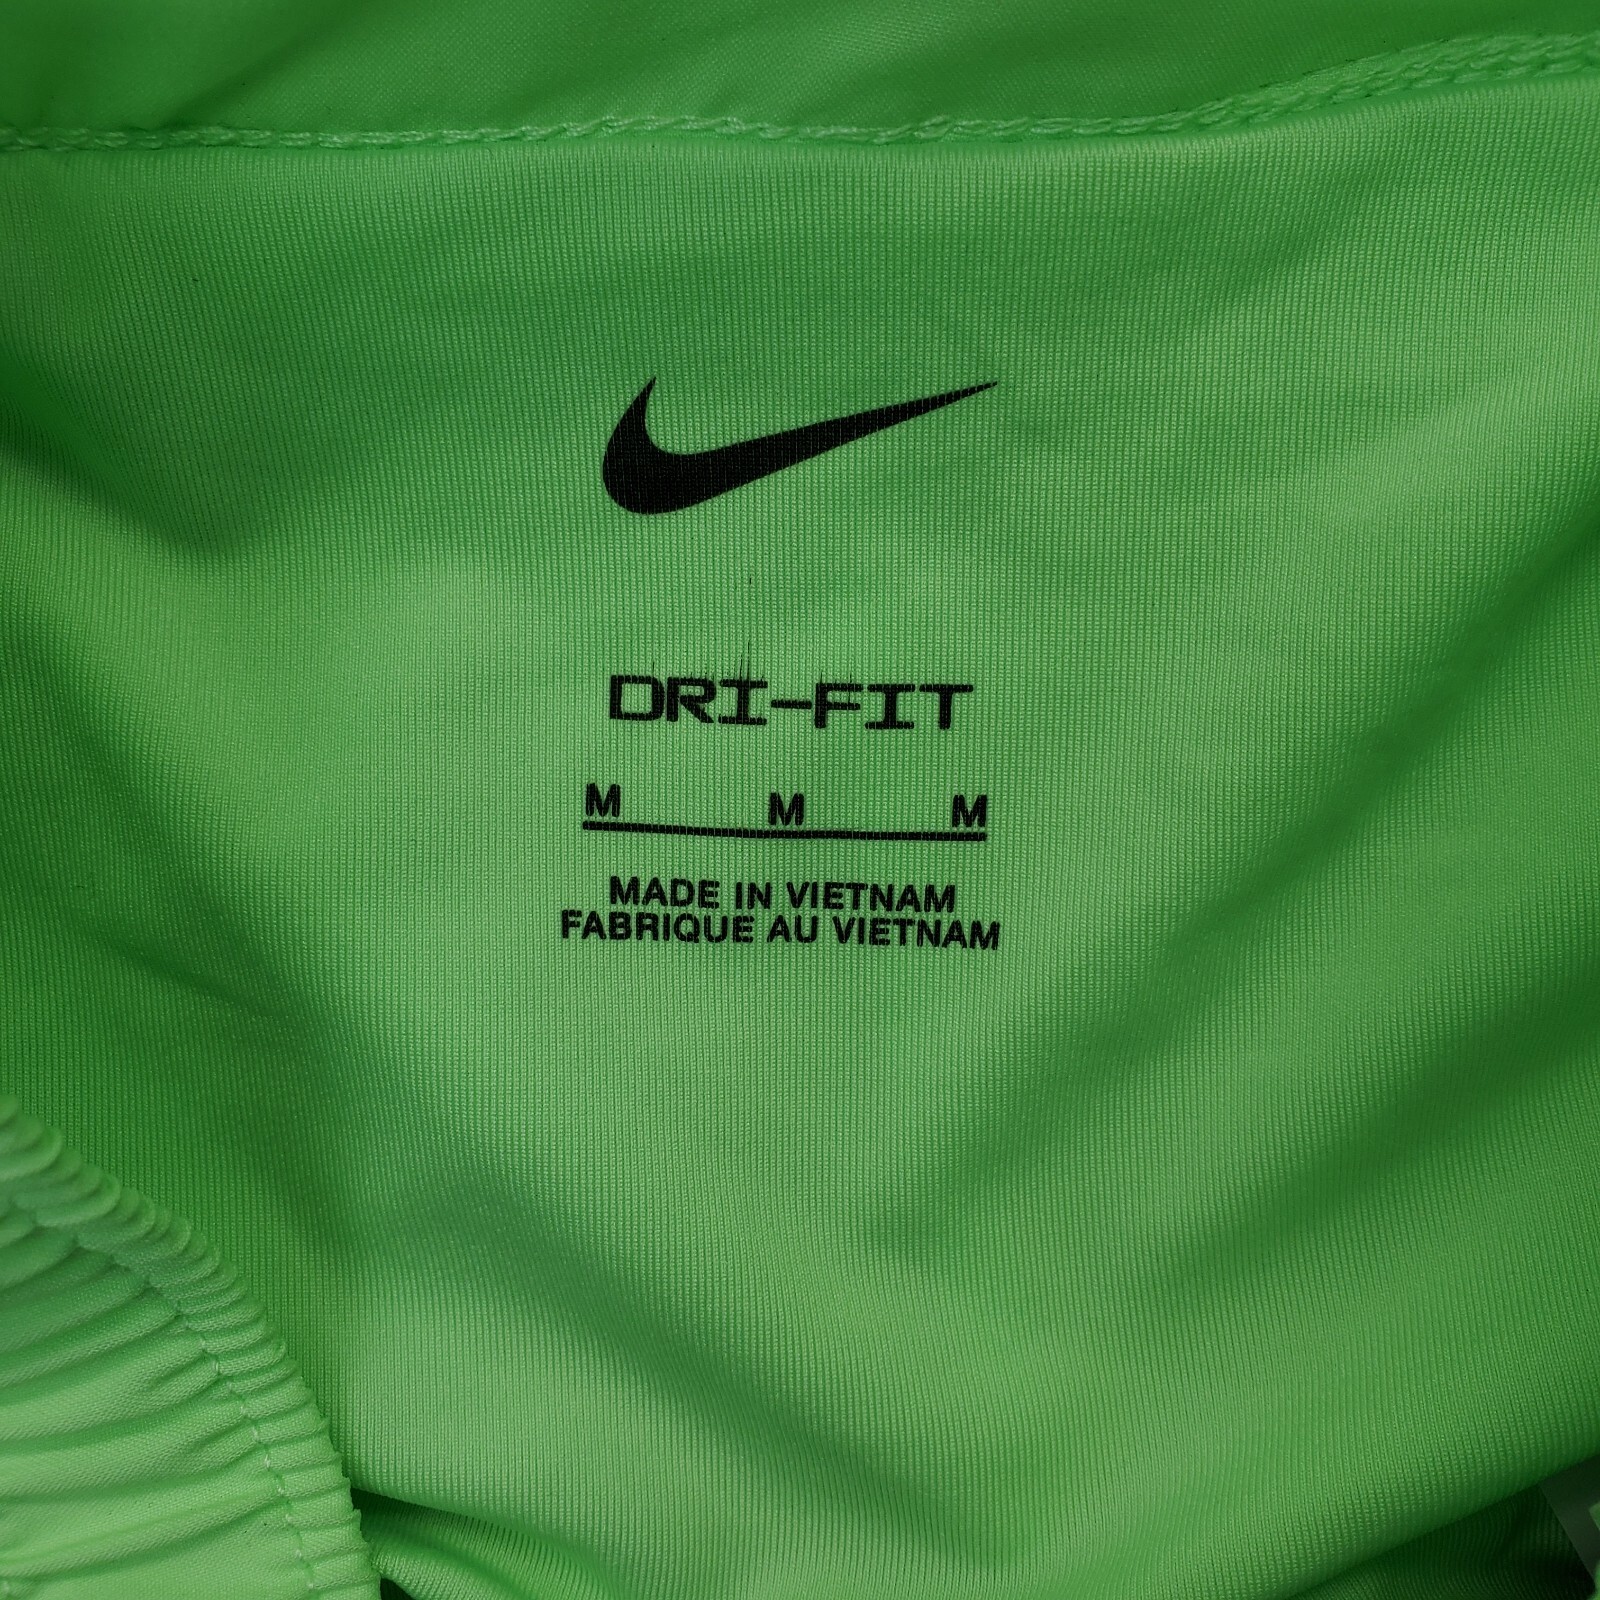 DRI-FIT
M M M
MADE IN VIETNAM
FABRIQUE AU VIETNAM